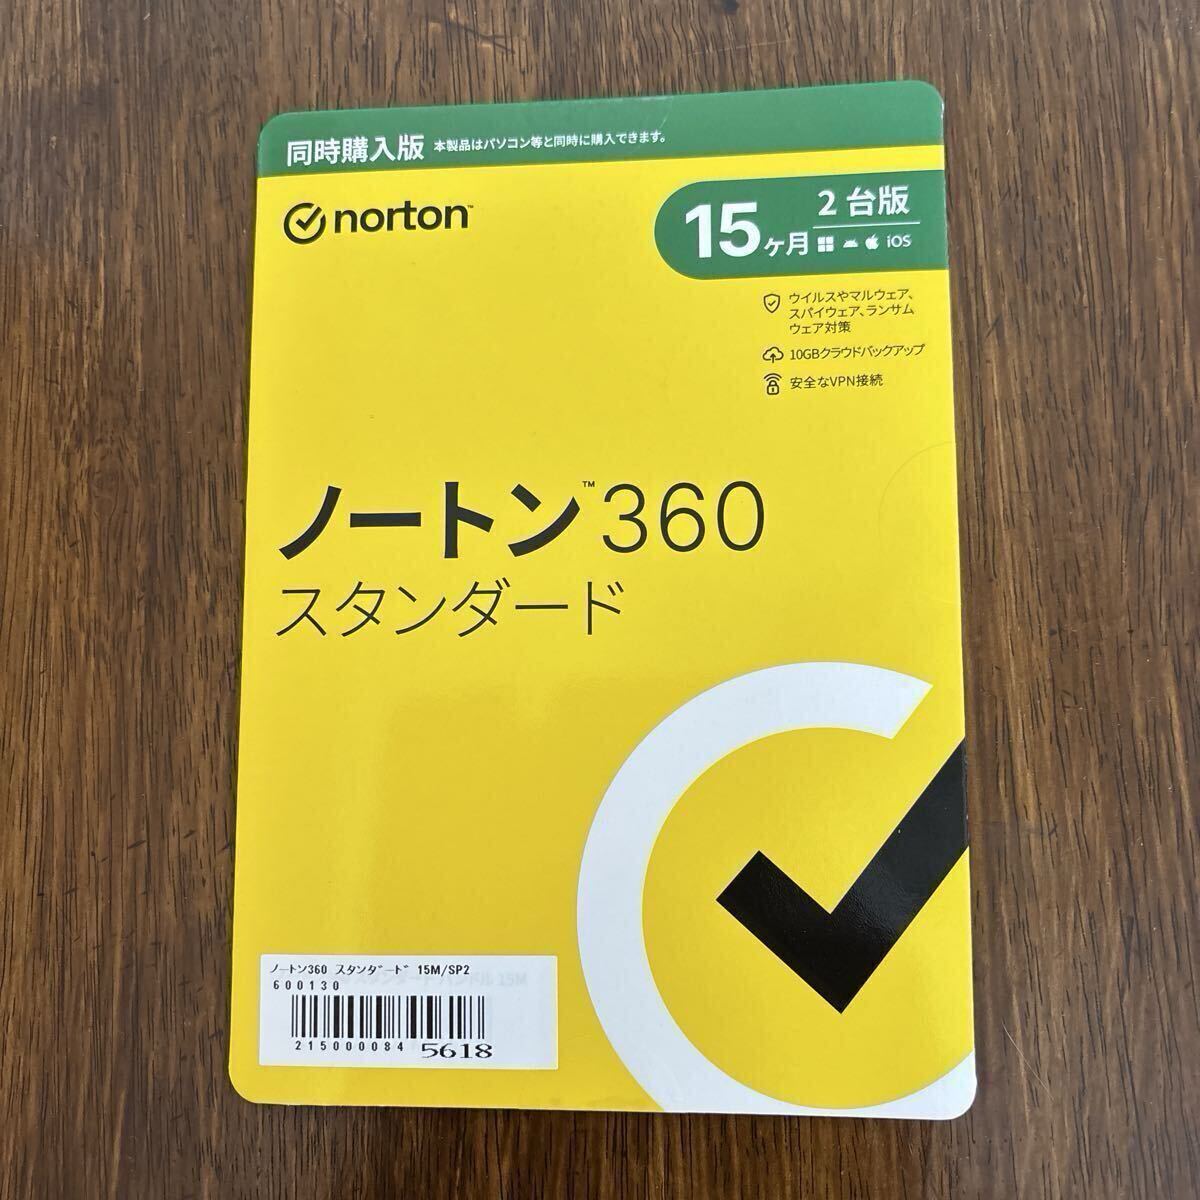 同時購入版 本製品はパソコン等と同時に購入できます。
norton™
15ヶ月
2台版
iOS
ウイルスやマルウェア、
スパイウェア、ランサム
ウェア対策
10GBクラウドバックアップ
安全なVPN接続
ノートン™ 360
スタンダード
ﾉｰﾄﾝ360 ｽﾀﾝﾀﾞｰﾄﾞ 15M/SP2
600130
215000084 5618